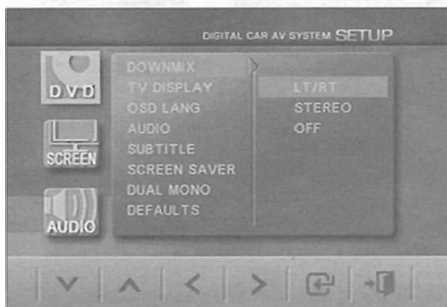 DIGITAL CAR AV SYSTEM SETUP
DVD
SCREEN
AUDIO
DOWNMIX
TV DISPLAY
OSD LANG
AUDIO
SUBTITLE
SCREEN SAVER
DUAL MONO
DEFAULTS
LT/RT
STEREO
OFF